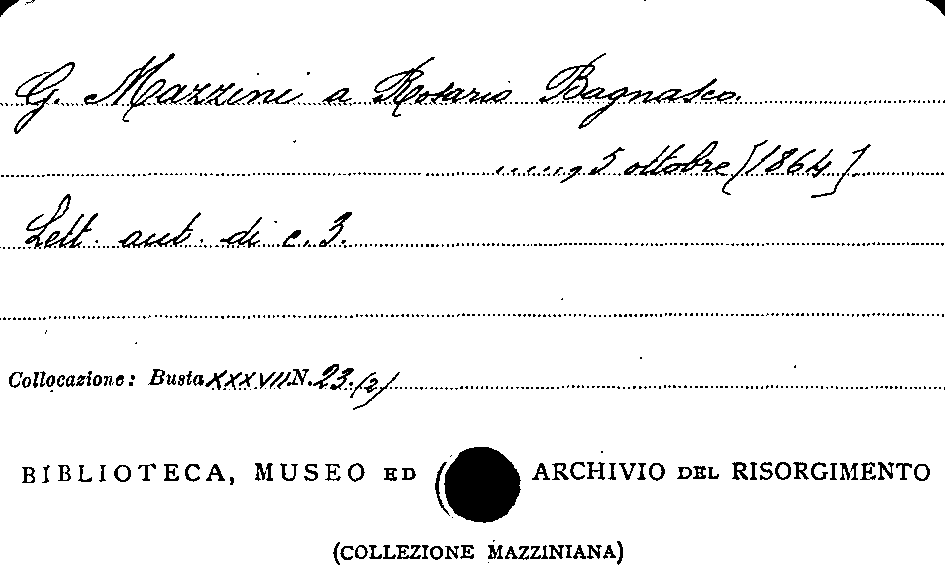 G. Mazzini a Rosario Bagnasco.
......, 5 ottobre [1864].
Lett. aut. di c. 3.
Collocazione: Busta XXXVII N. 23. (2)
BIBLIOTECA, MUSEO ED ARCHIVIO DEL RISORGIMENTO
(COLLEZIONE MAZZINIANA)